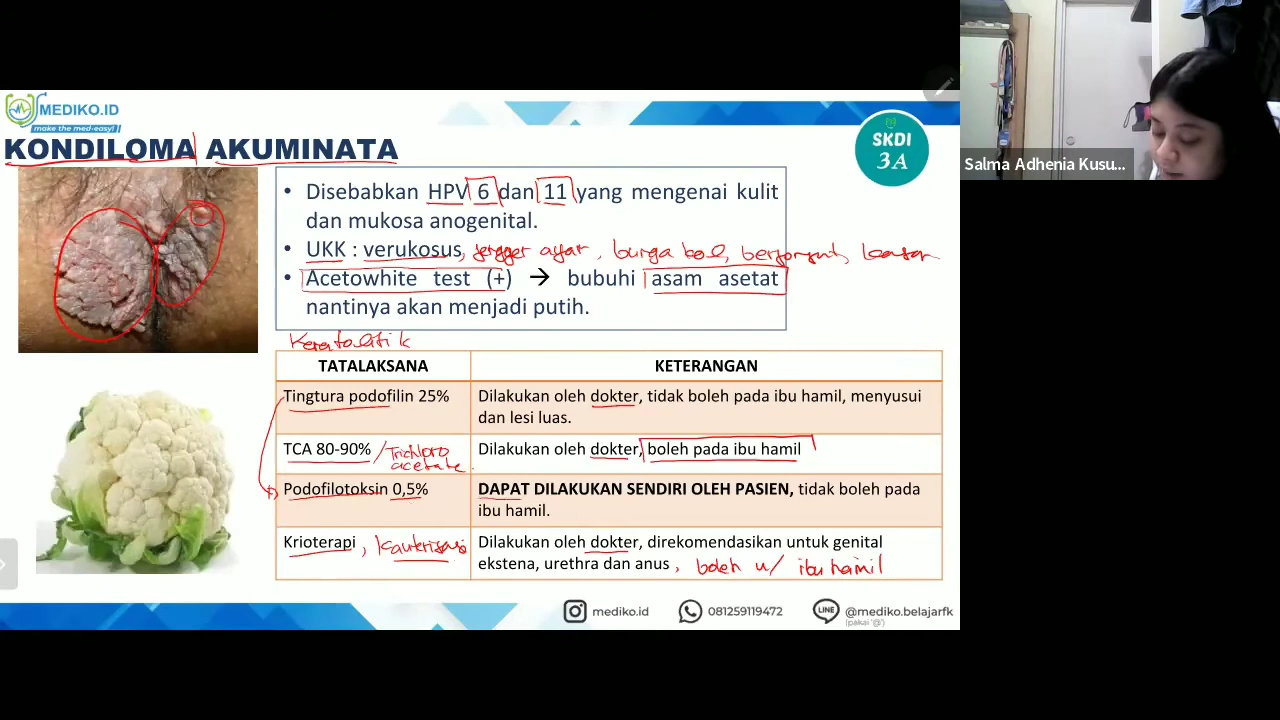 MEDIKO.ID
make the med-easy!
KONDILOMA AKUMINATA
SKDI
3A
Salma Adhenia Kusu...
• Disebabkan HPV 6 dan 11 yang mengenai kulit
dan mukosa anogenital.
• UKK : verukosus, jengger ayam, bunga kol, berjonjot, kasar
• Acetowhite test (+) → bubuhi asam asetat
nantinya akan menjadi putih.
Keratolitik
TATALAKSANA KETERANGAN
Tingtura podofilin 25% Dilakukan oleh dokter, tidak boleh pada ibu hamil, menyusui
dan lesi luas.
TCA 80-90% / Trichloro Dilakukan oleh dokter, boleh pada ibu hamil
acetate
Podofilotoksin 0,5% DAPAT DILAKUKAN SENDIRI OLEH PASIEN, tidak boleh pada
ibu hamil.
Krioterapi, kauterisasi Dilakukan oleh dokter, direkomendasikan untuk genital
ekstena, urethra dan anus, boleh u/ ibu hamil
mediko.id 081259119472 LINE @mediko.belajarfk
(pakai '@')